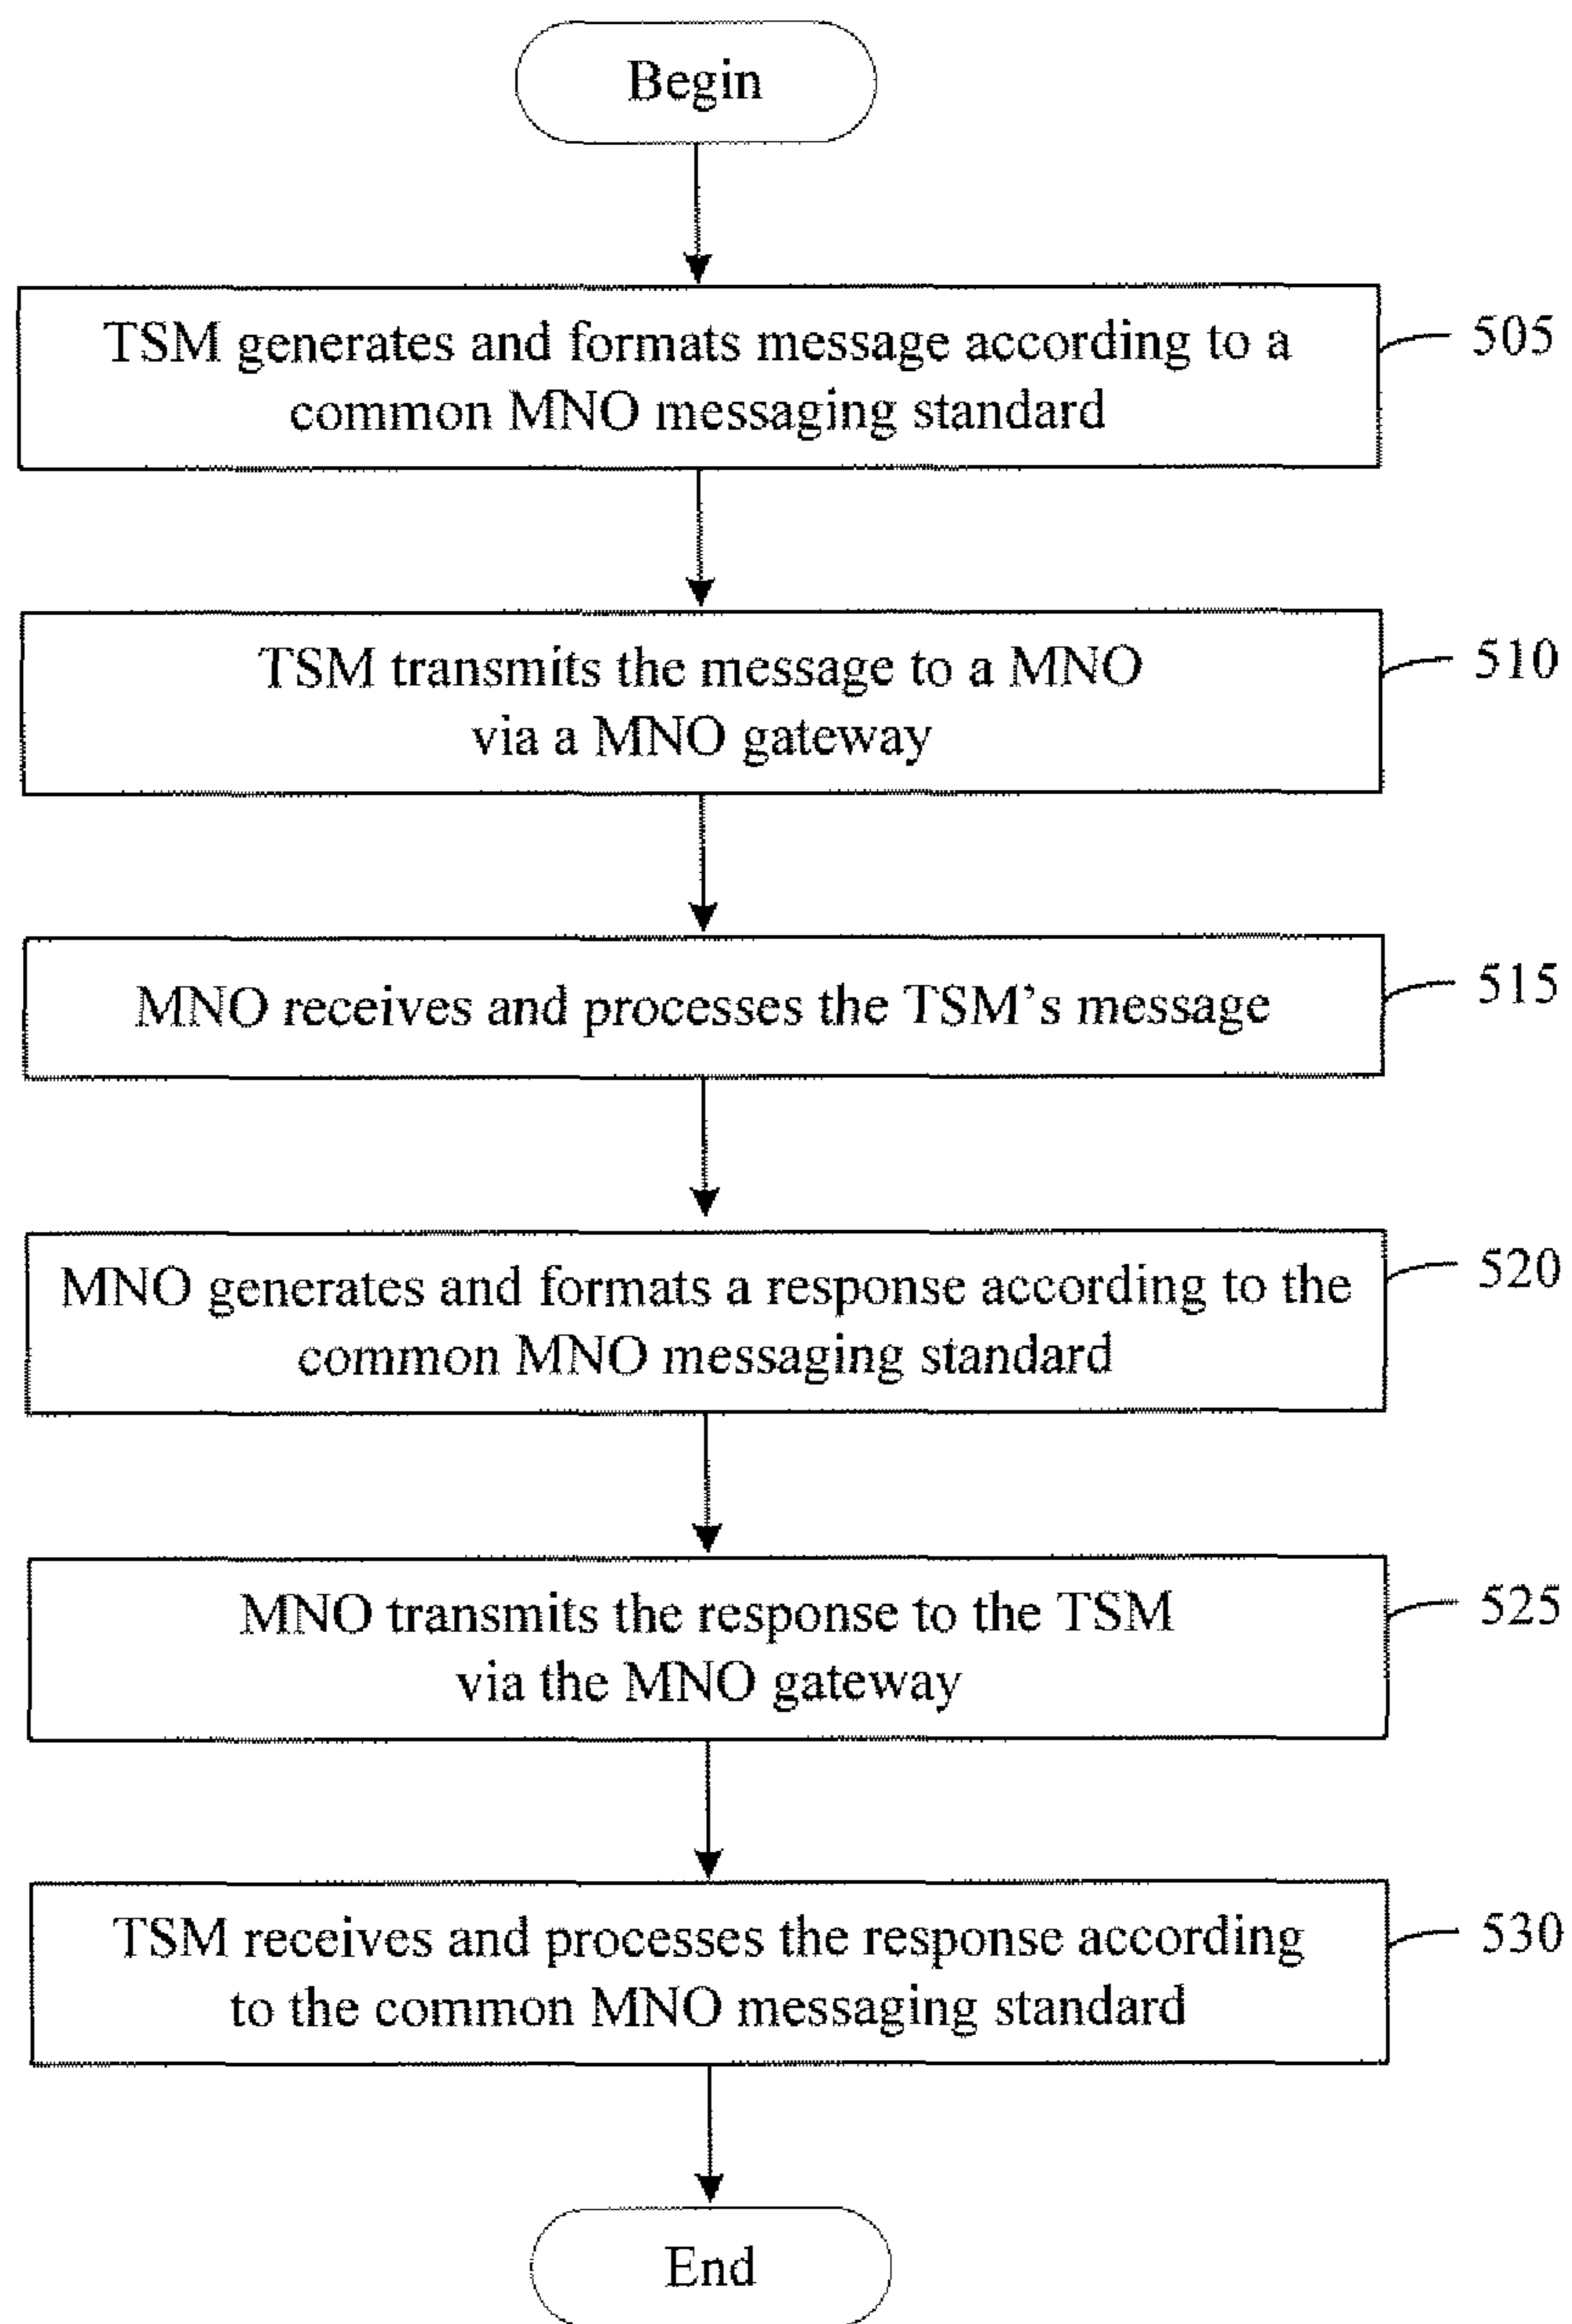 Begin
TSM generates and formats message according to a
common MNO messaging standard
505
TSM transmits the message to a MNO
via a MNO gateway
510
MNO receives and processes the TSM's message
515
MNO generates and formats a response according to the
common MNO messaging standard
520
MNO transmits the response to the TSM
via the MNO gateway
525
TSM receives and processes the response according
to the common MNO messaging standard
530
End